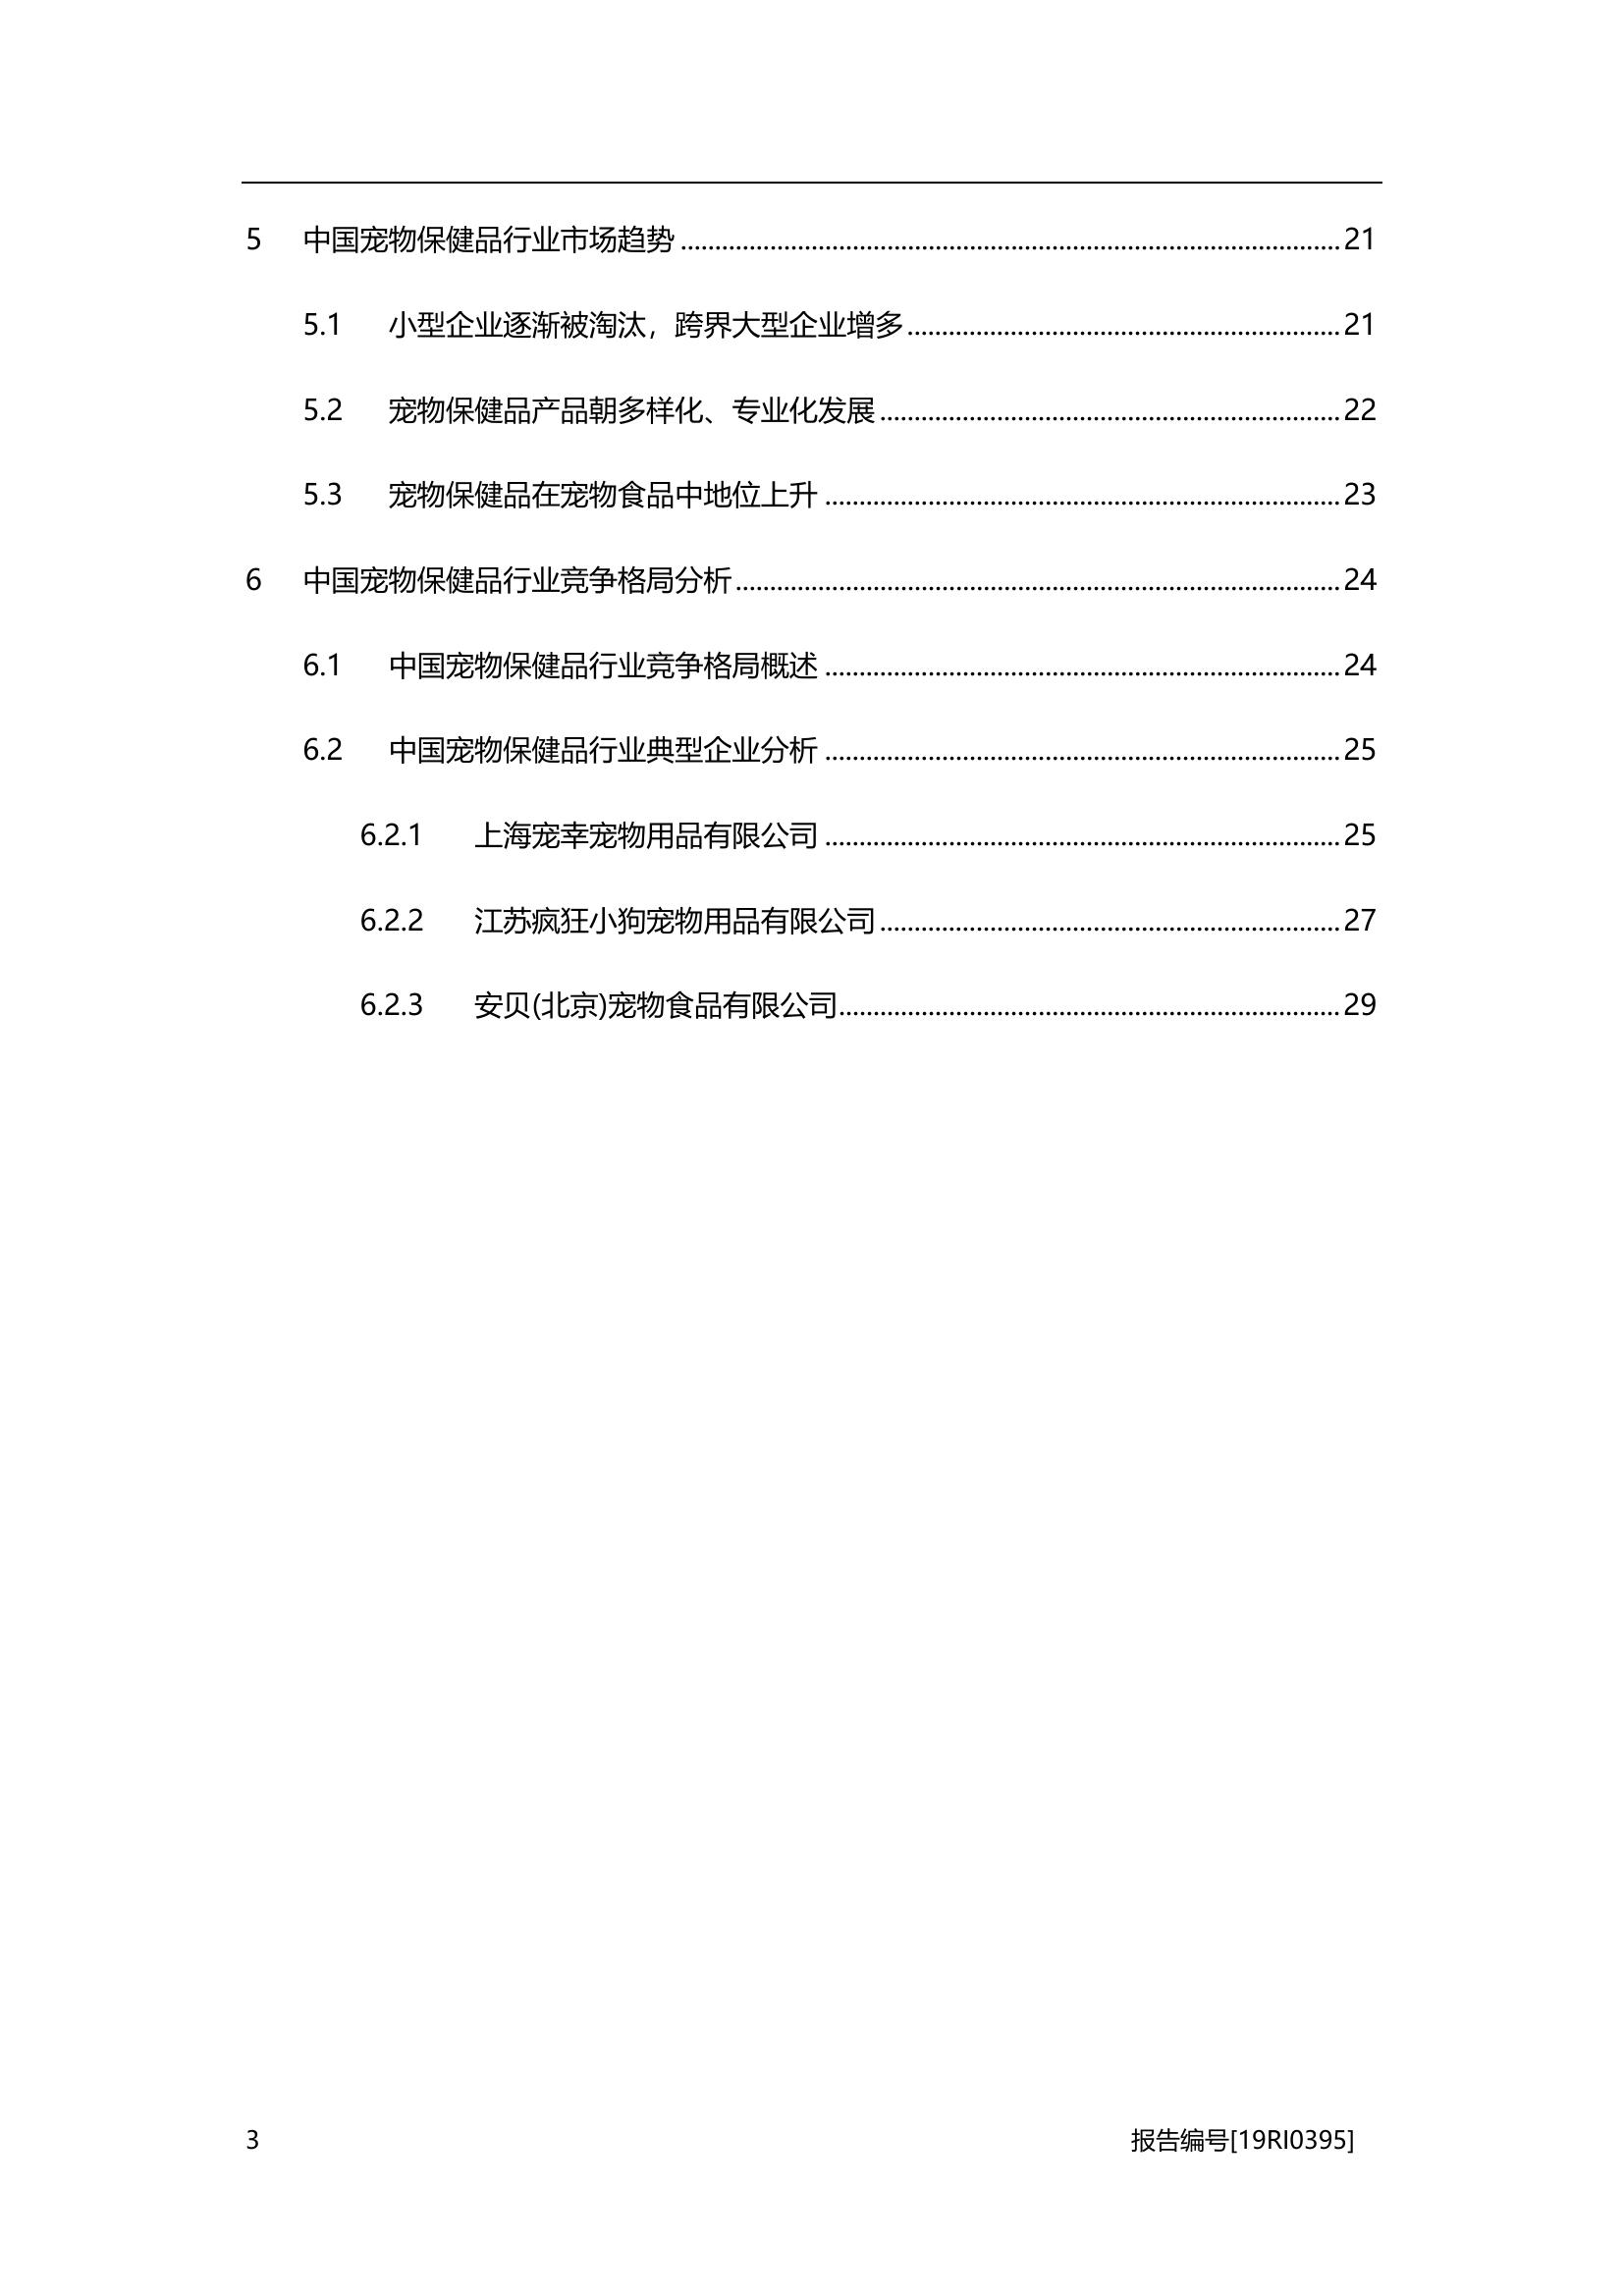 5 中国宠物保健品行业市场趋势 ........ 21
5.1 小型企业逐渐被淘汰，跨界大型企业增多 ........ 21
5.2 宠物保健品产品朝多样化、专业化发展 ........ 22
5.3 宠物保健品在宠物食品中地位上升 ........ 23
6 中国宠物保健品行业竞争格局分析 ........ 24
6.1 中国宠物保健品行业竞争格局概述 ........ 24
6.2 中国宠物保健品行业典型企业分析 ........ 25
6.2.1 上海宠幸宠物用品有限公司 ........ 25
6.2.2 江苏疯狂小狗宠物用品有限公司 ........ 27
6.2.3 安贝(北京)宠物食品有限公司 ........ 29
3 报告编号[19RI0395]